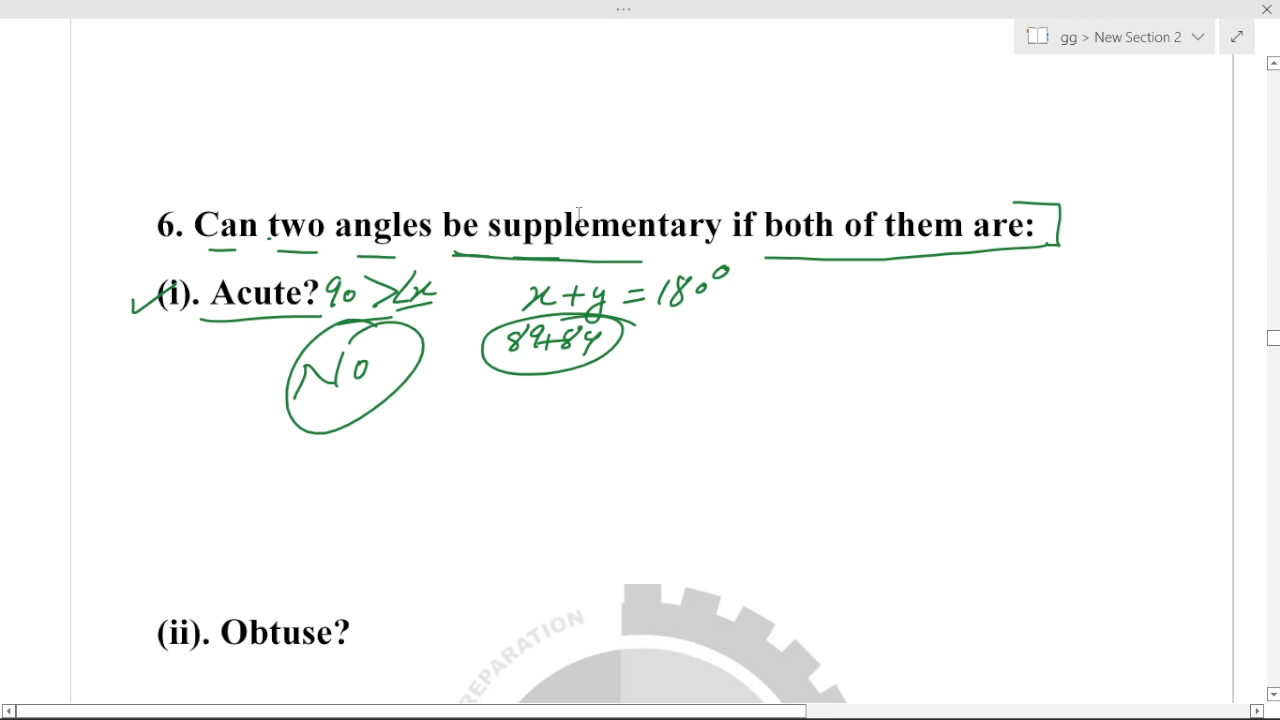 gg > New Section 2
6. Can two angles be supplementary if both of them are:
(i). Acute? 90 > ∠x x + y = 180°
89+89
No
(ii). Obtuse?
REPARATION